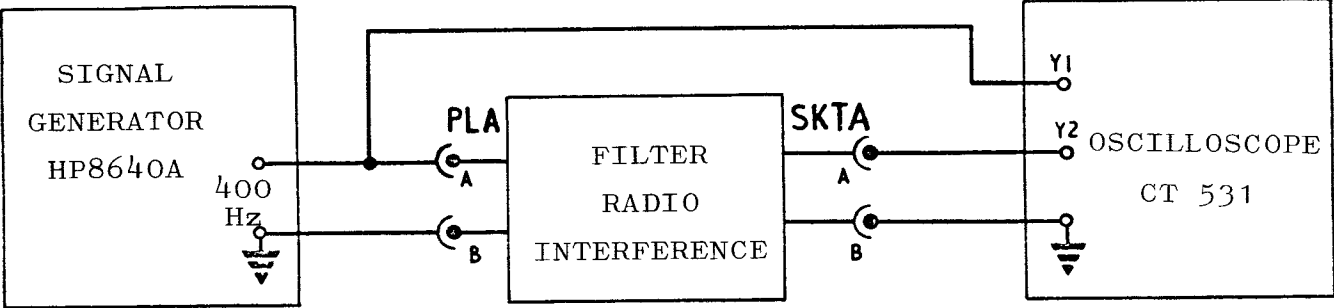 SIGNAL
GENERATOR
HP8640A
400
Hz
PLA
A
B
FILTER
RADIO
INTERFERENCE
SKTA
A
B
Y1
Y2
OSCILLOSCOPE
CT 531